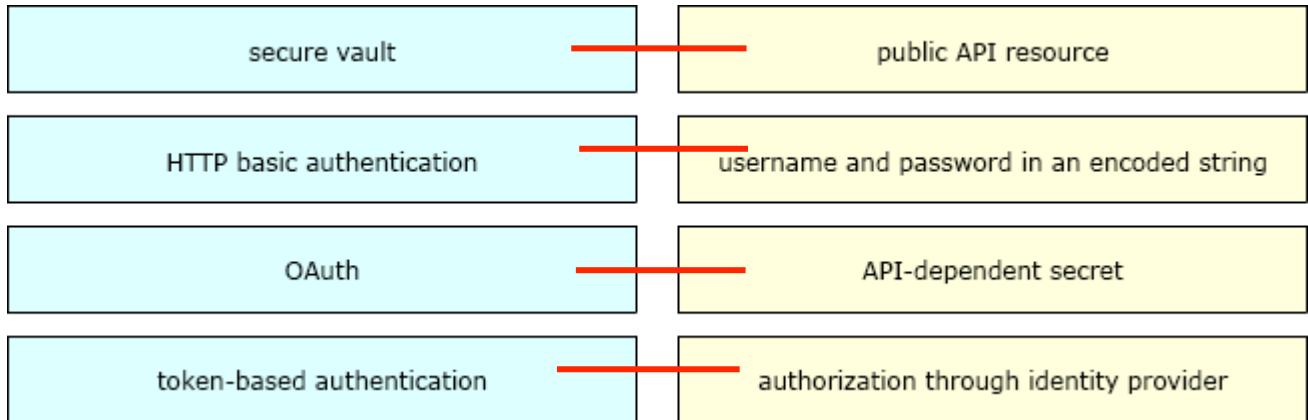 secure vault
public API resource
HTTP basic authentication
username and password in an encoded string
OAuth
API-dependent secret
token-based authentication
authorization through identity provider